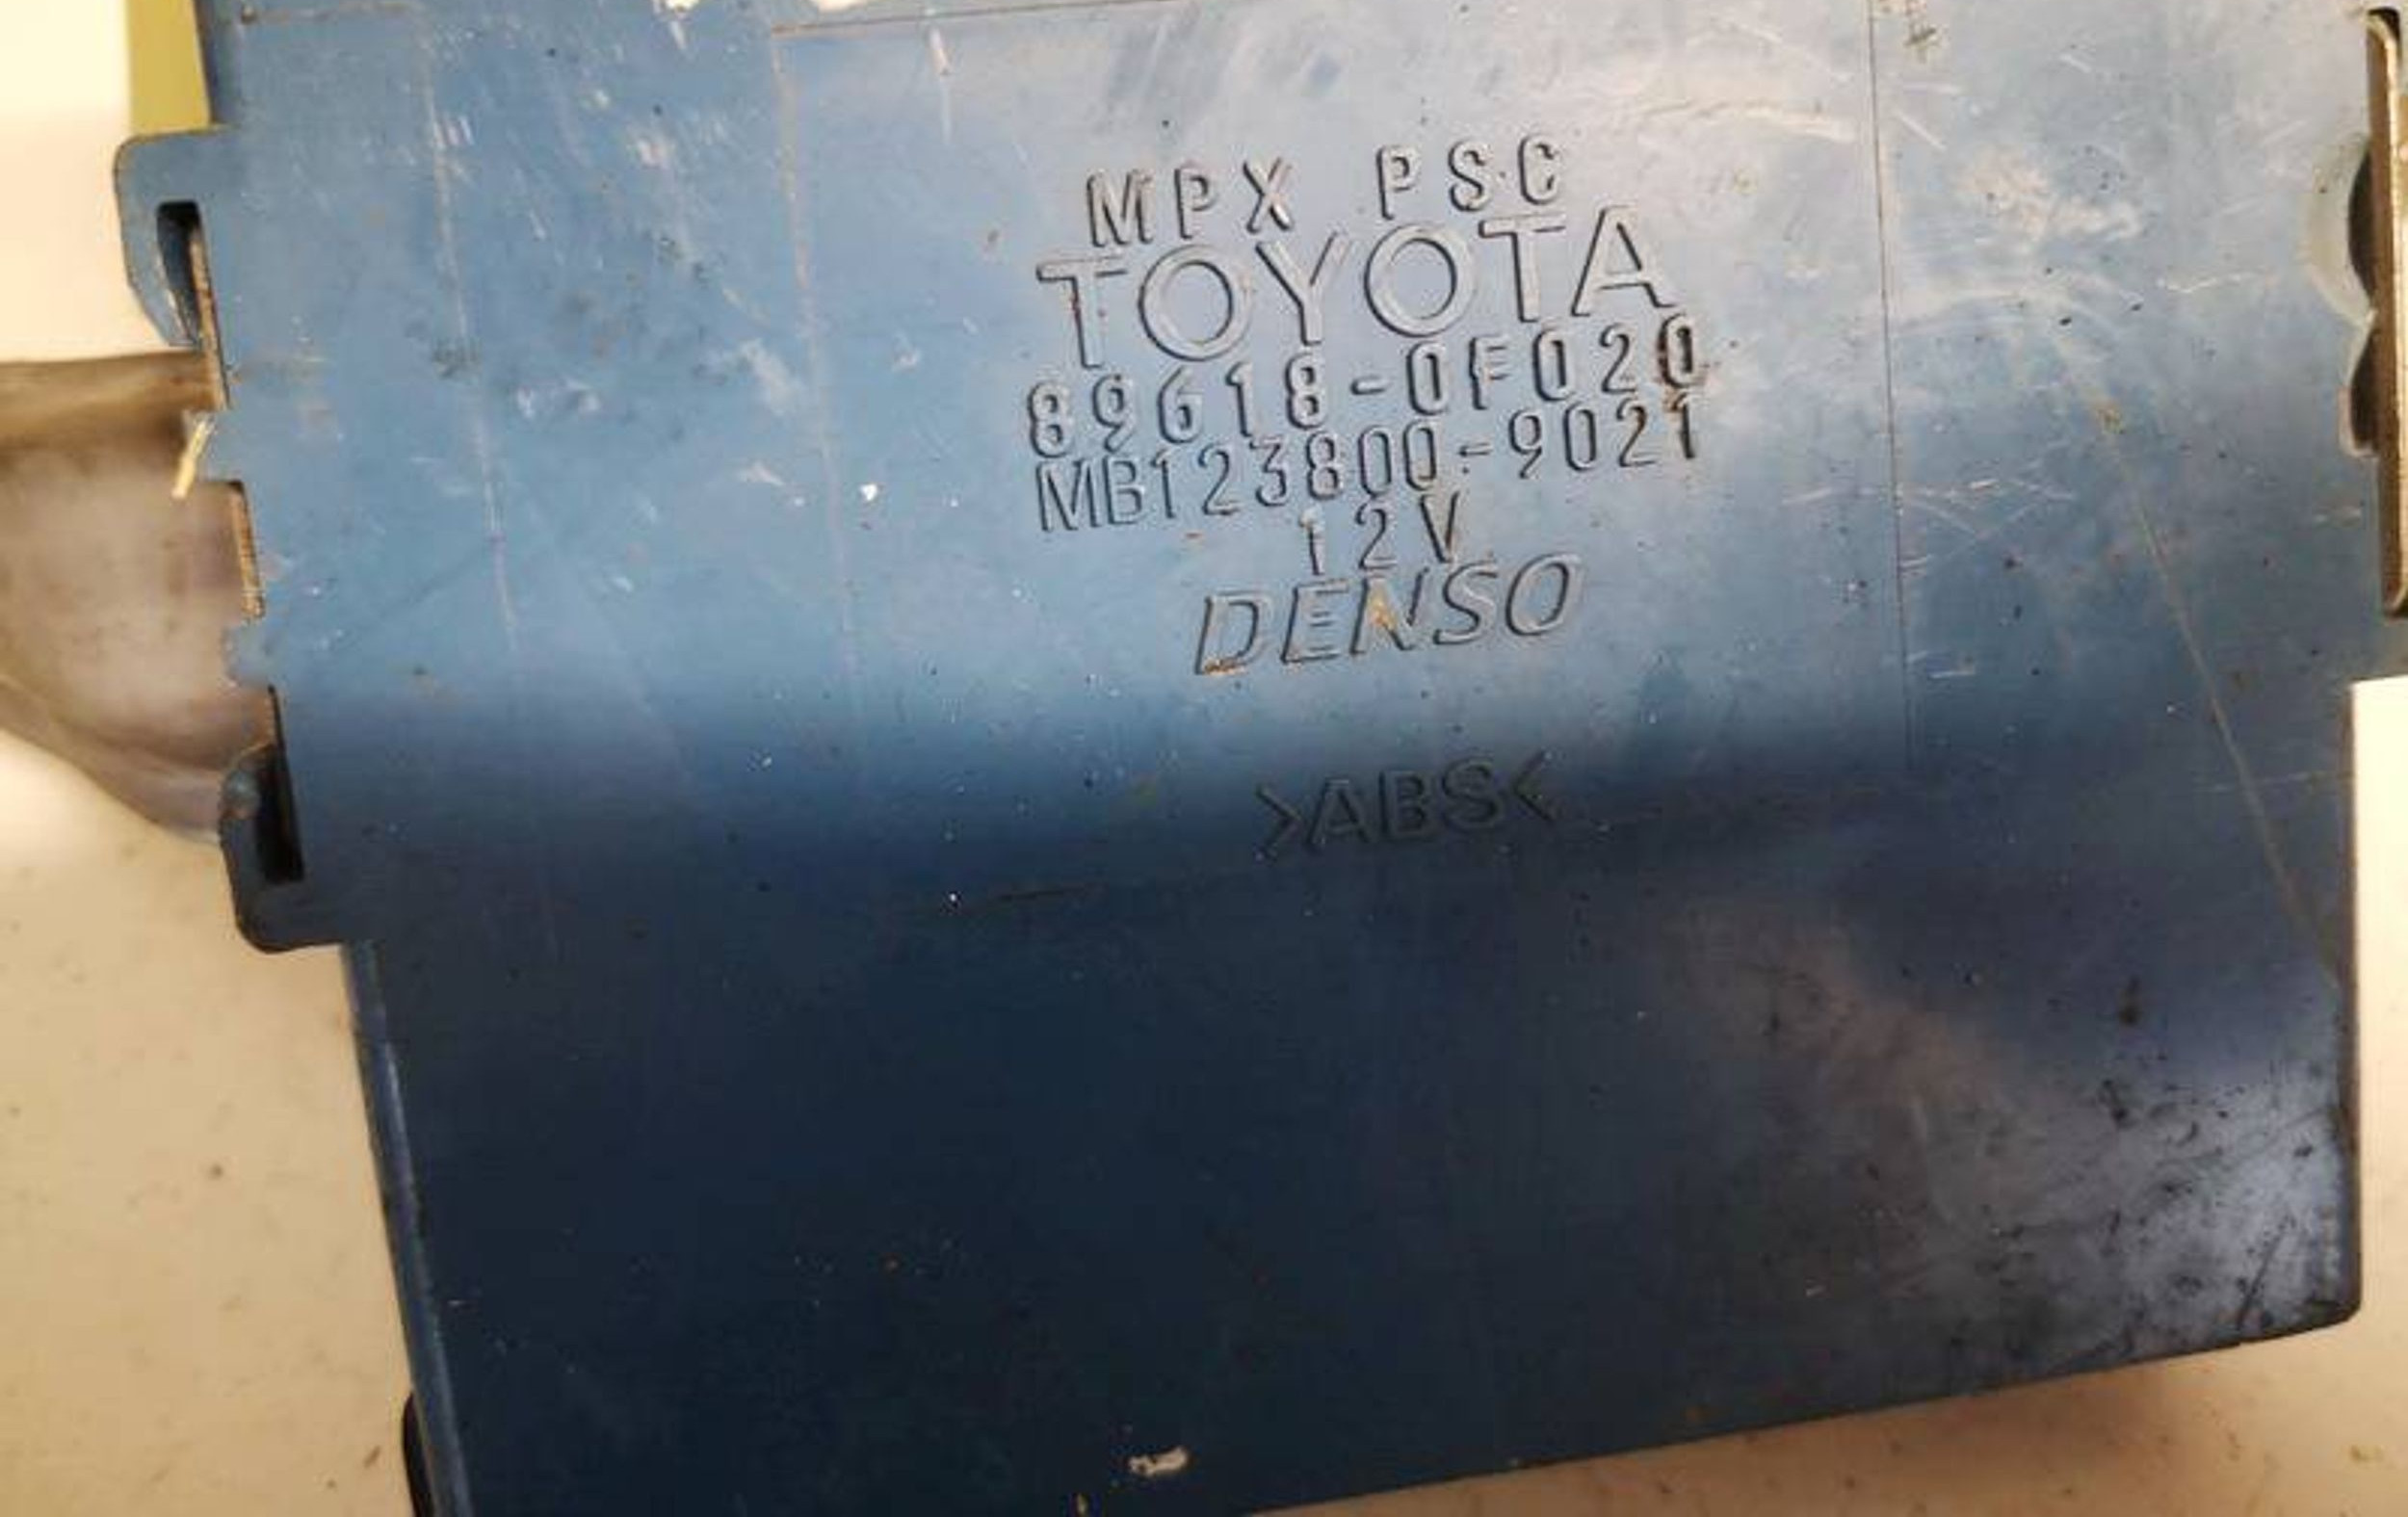 MPX PSC
TOYOTA
89618-0F020
MB123800-9021
12V
DENSO
>ABS<